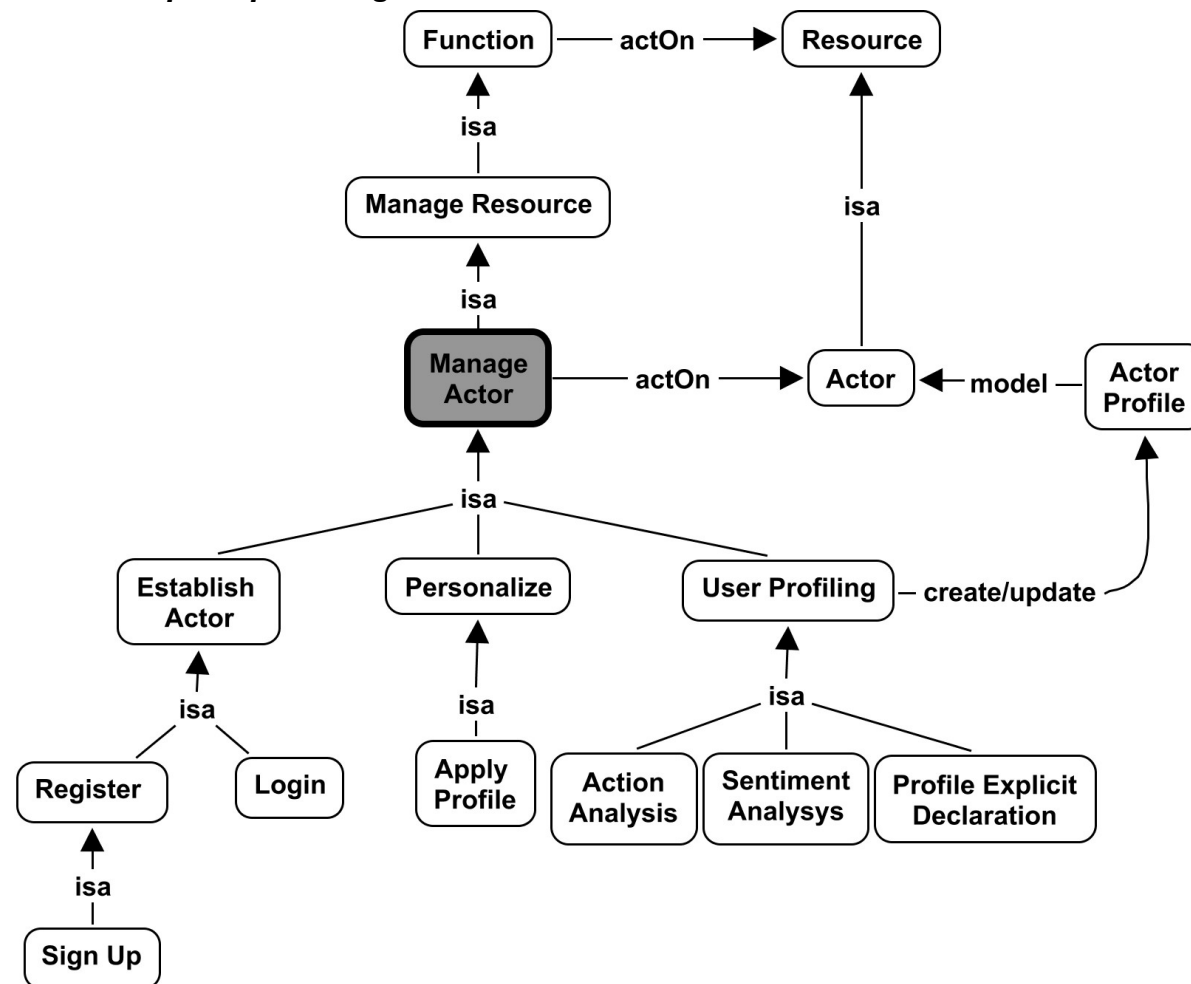 Function
actOn
Resource
isa
Manage Resource
isa
isa
Manage
Actor
actOn
Actor
model
Actor
Profile
isa
Establish
Actor
Personalize
User Profiling
create/update
isa
isa
isa
Register
Login
Apply
Profile
Action
Analysis
Sentiment
Analysys
Profile Explicit
Declaration
isa
Sign Up